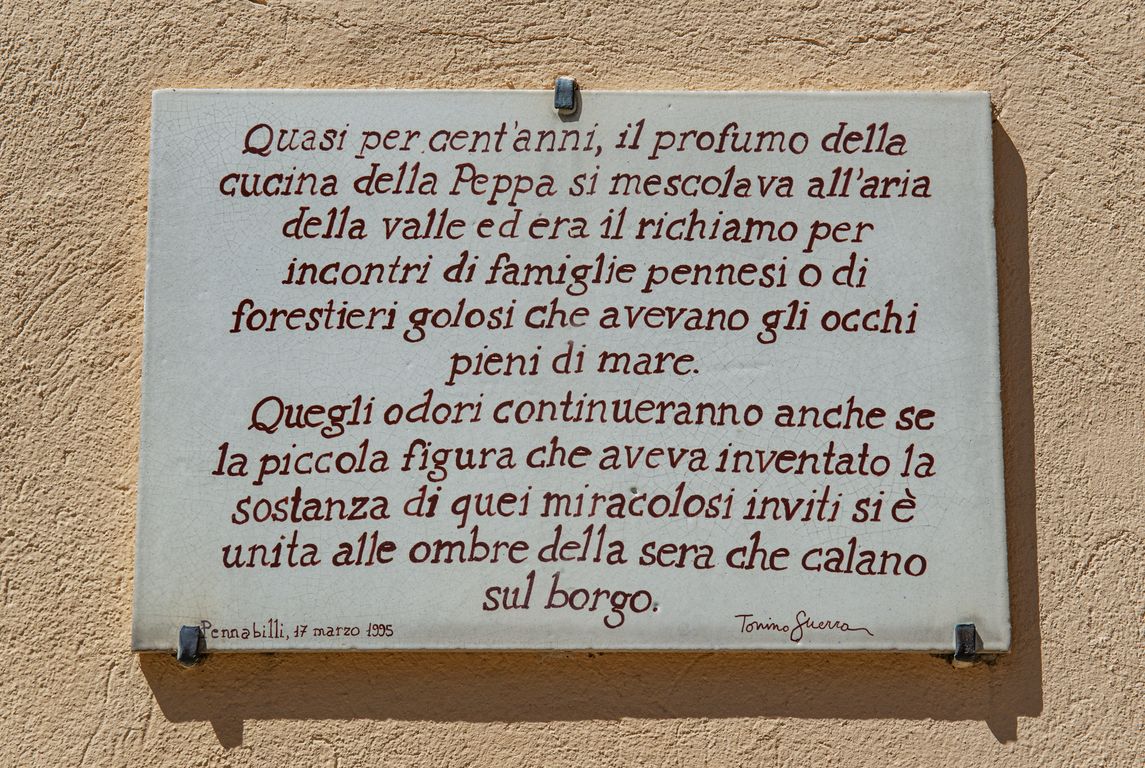 Quasi per cent'anni, il profumo della
cucina della Peppa si mescolava all'aria
della valle ed era il richiamo per
incontri di famiglie pennesi o di
forestieri golosi che avevano gli occhi
pieni di mare.
Quegli odori continueranno anche se
la piccola figura che aveva inventato la
sostanza di quei miracolosi inviti si è
unita alle ombre della sera che calano
sul borgo.
Pennabilli, 17 marzo 1995 Tonino Guerra